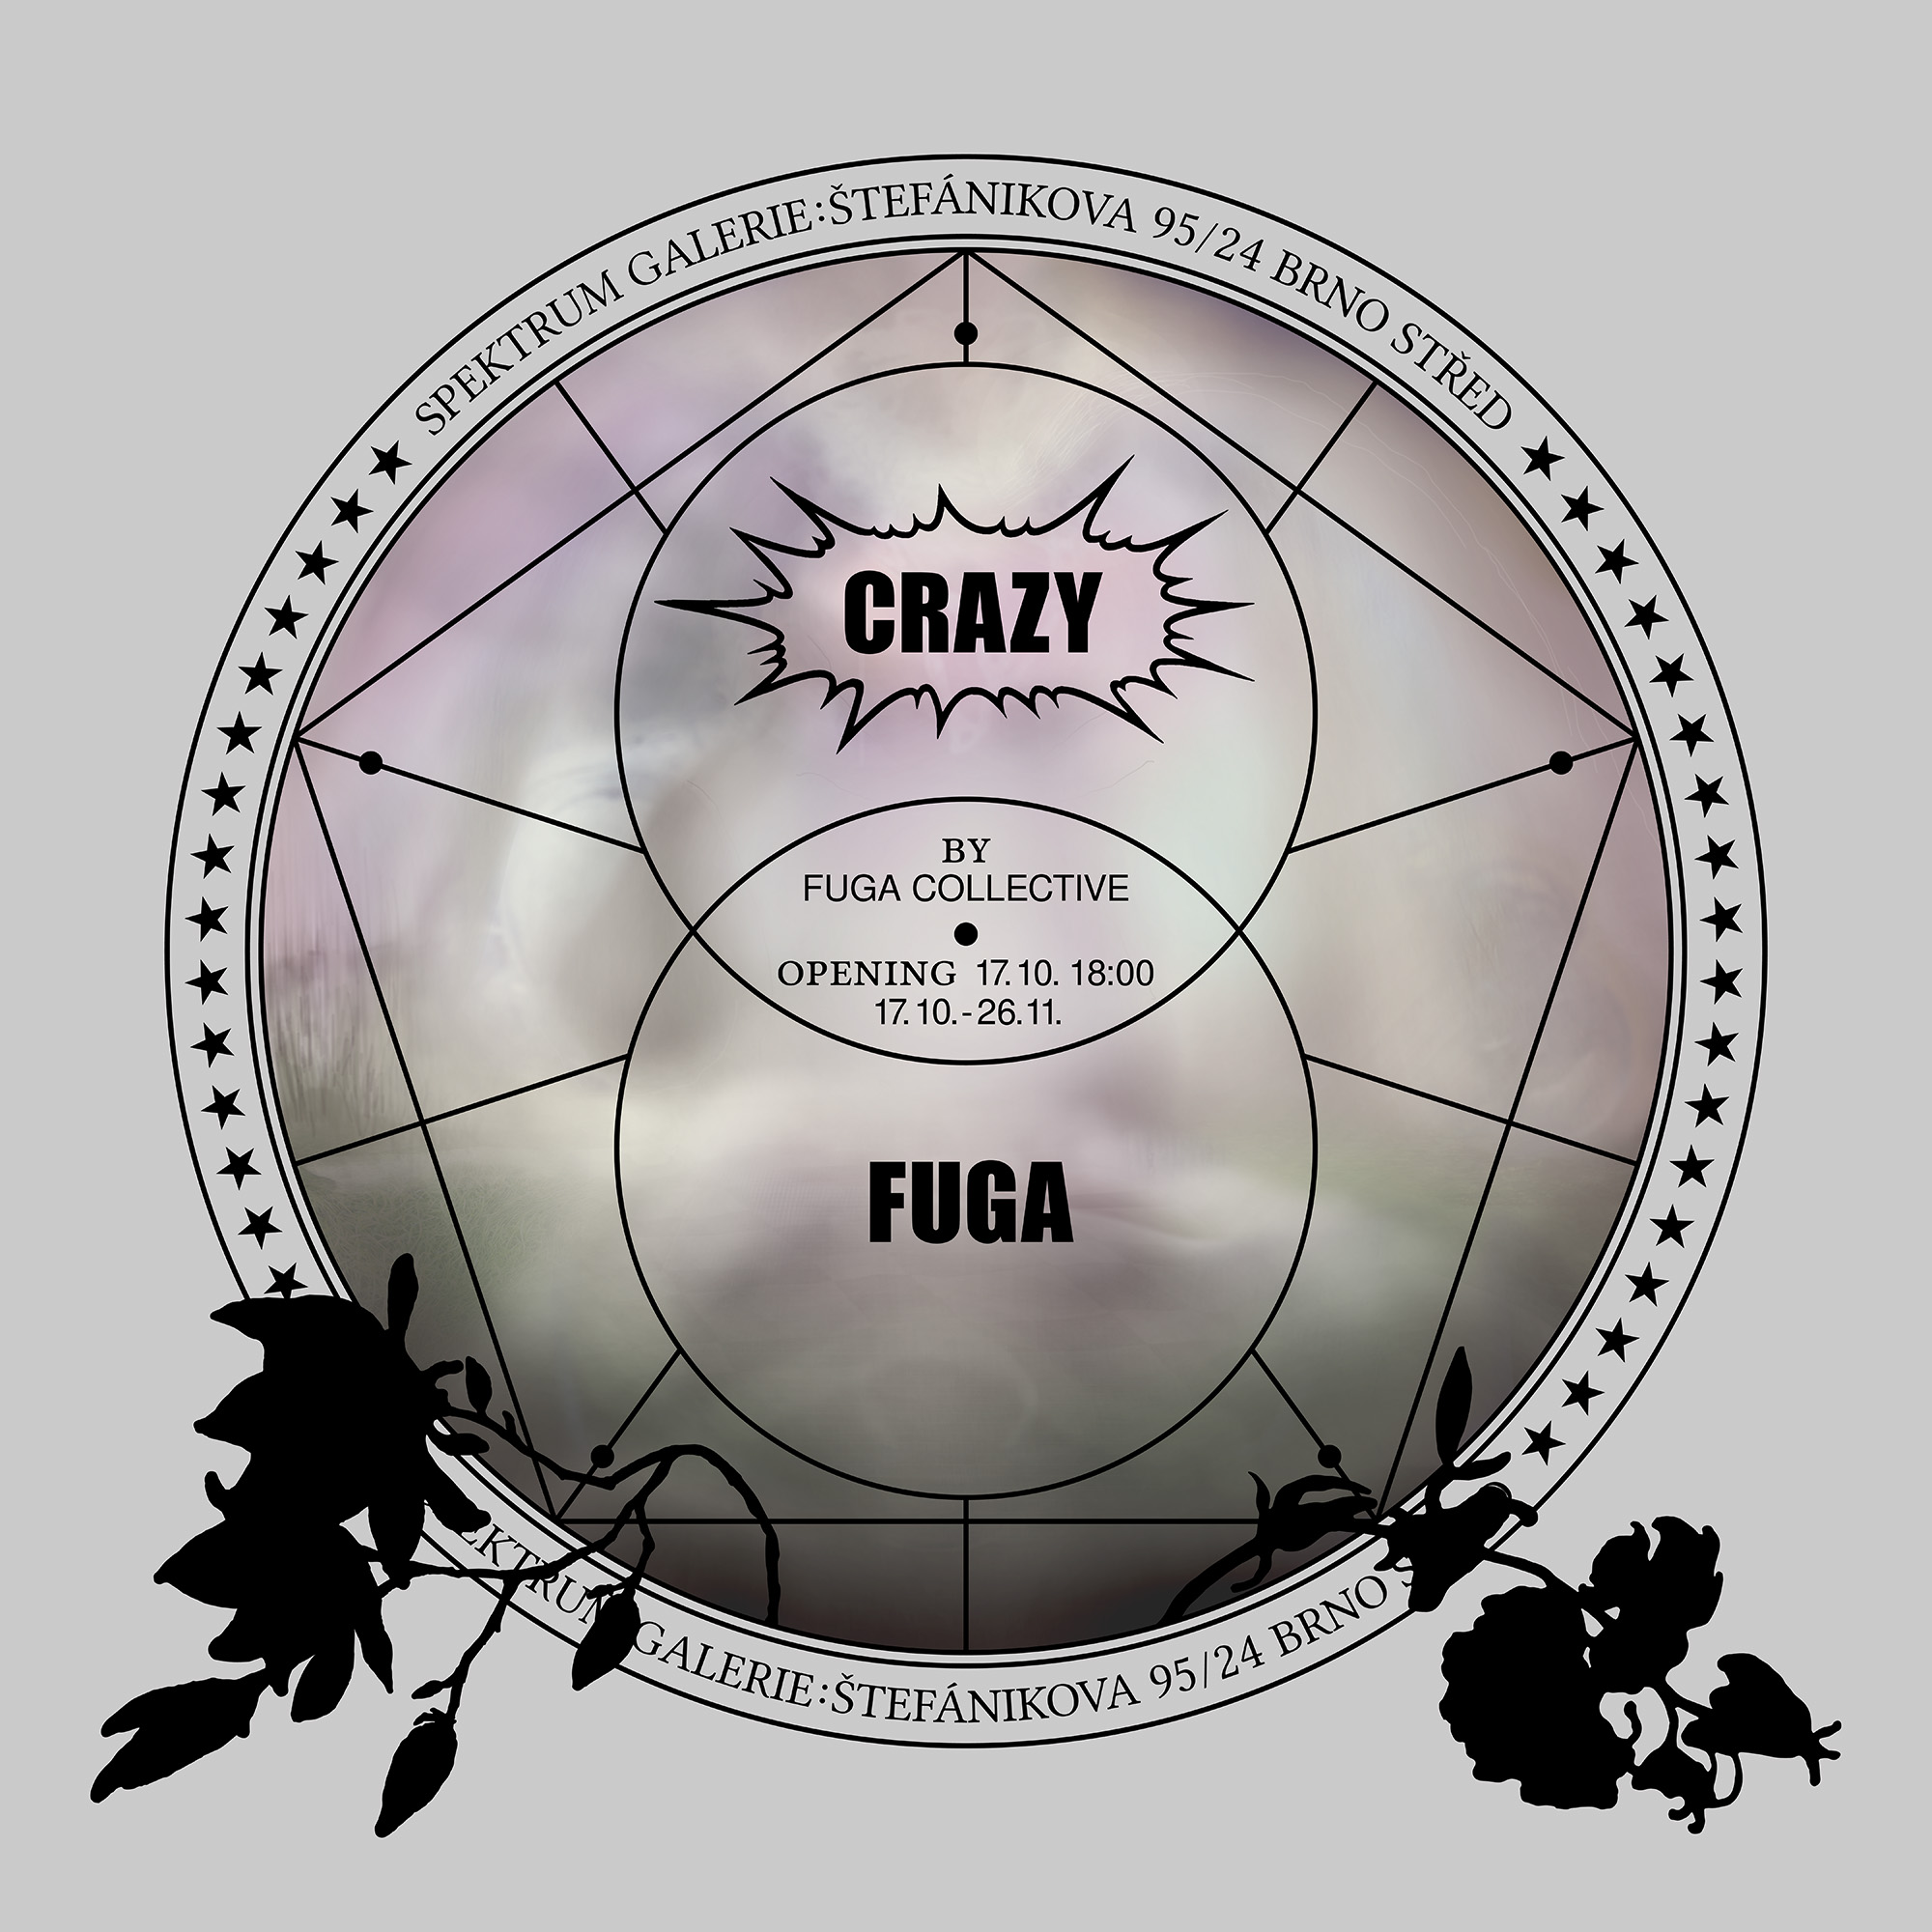 SPEKTRUM GALERIE:ŠTEFÁNIKOVA 95/24 BRNO STŘED
CRAZY
BY
FUGA COLLECTIVE
OPENING 17.10. 18:00
17.10.-26.11.
FUGA
GALERIE:ŠTEFÁNIKOVA 95/24 BRNO